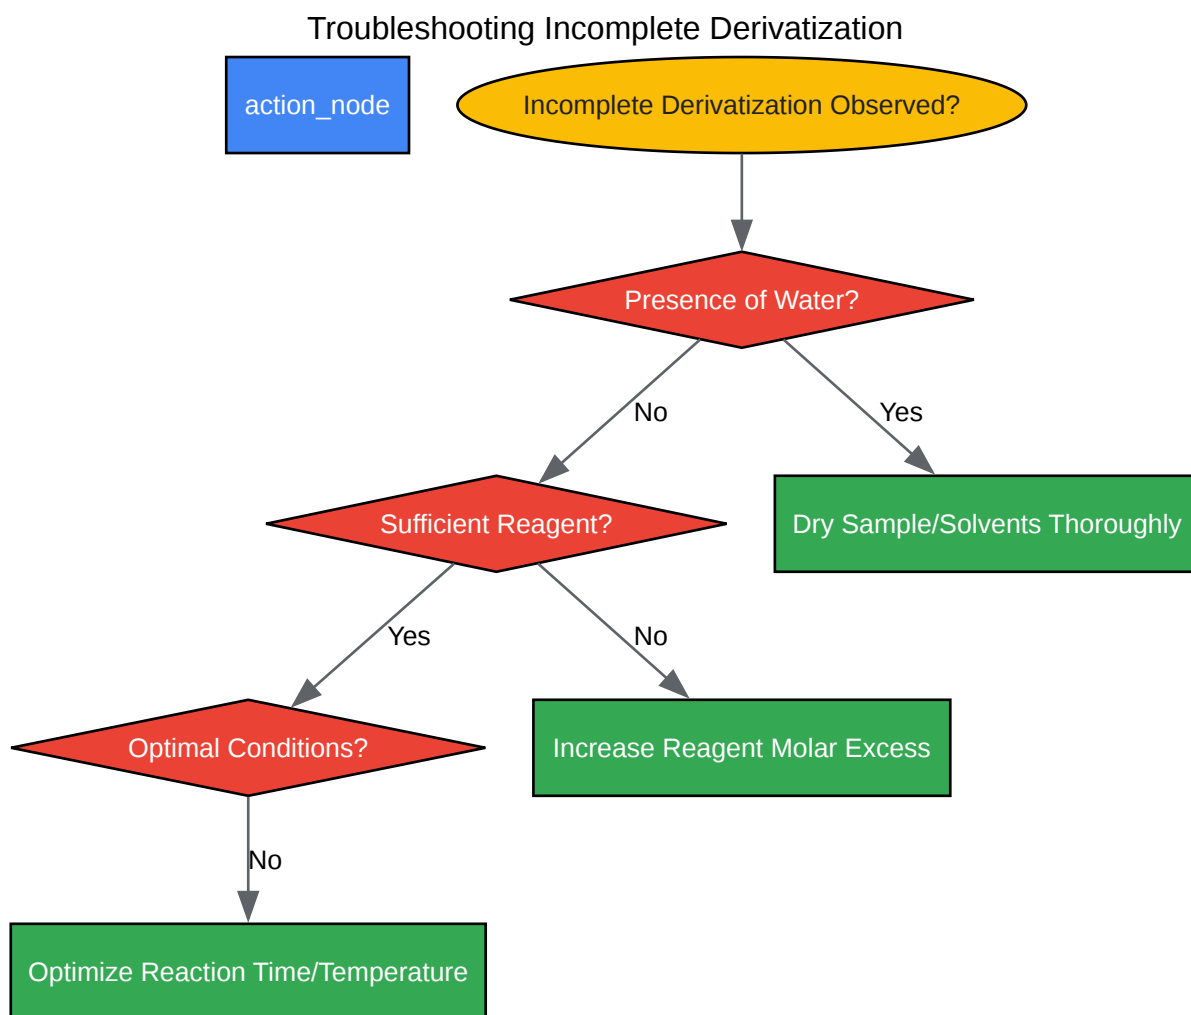 Troubleshooting Incomplete Derivatization
action_node
Incomplete Derivatization Observed?
Presence of Water?
No
Yes
Sufficient Reagent?
Dry Sample/Solvents Thoroughly
Yes
No
Optimal Conditions?
Increase Reagent Molar Excess
No
Optimize Reaction Time/Temperature